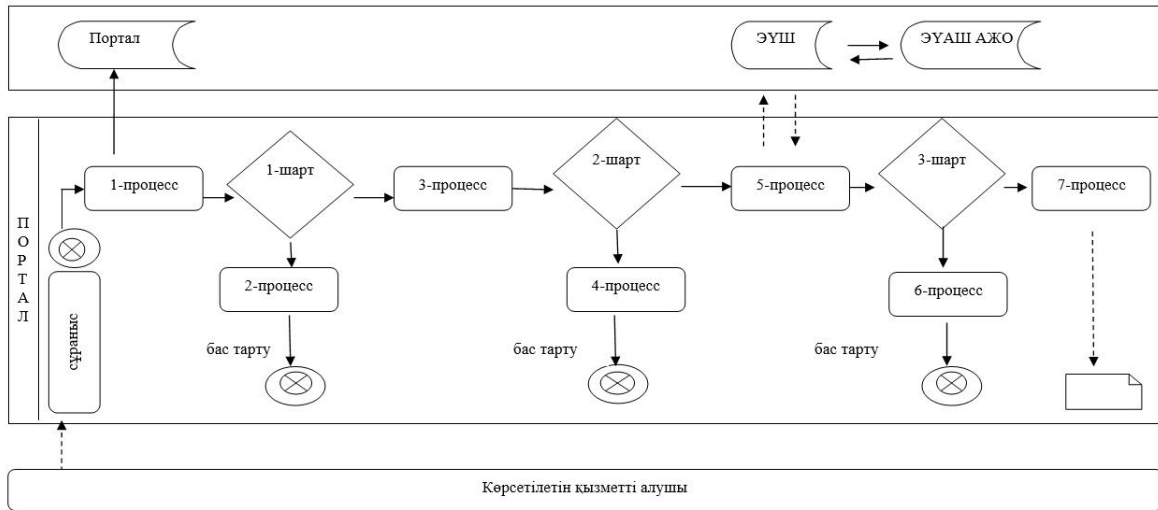 Портал
ЭҮШ
ЭҮАШ АЖО
ПОРТАЛ
сұраныс
1-процесс
1-шарт
3-процесс
2-шарт
5-процесс
3-шарт
7-процесс
2-процесс
4-процесс
6-процесс
бас тарту
бас тарту
бас тарту
Көрсетілетін қызметті алушы